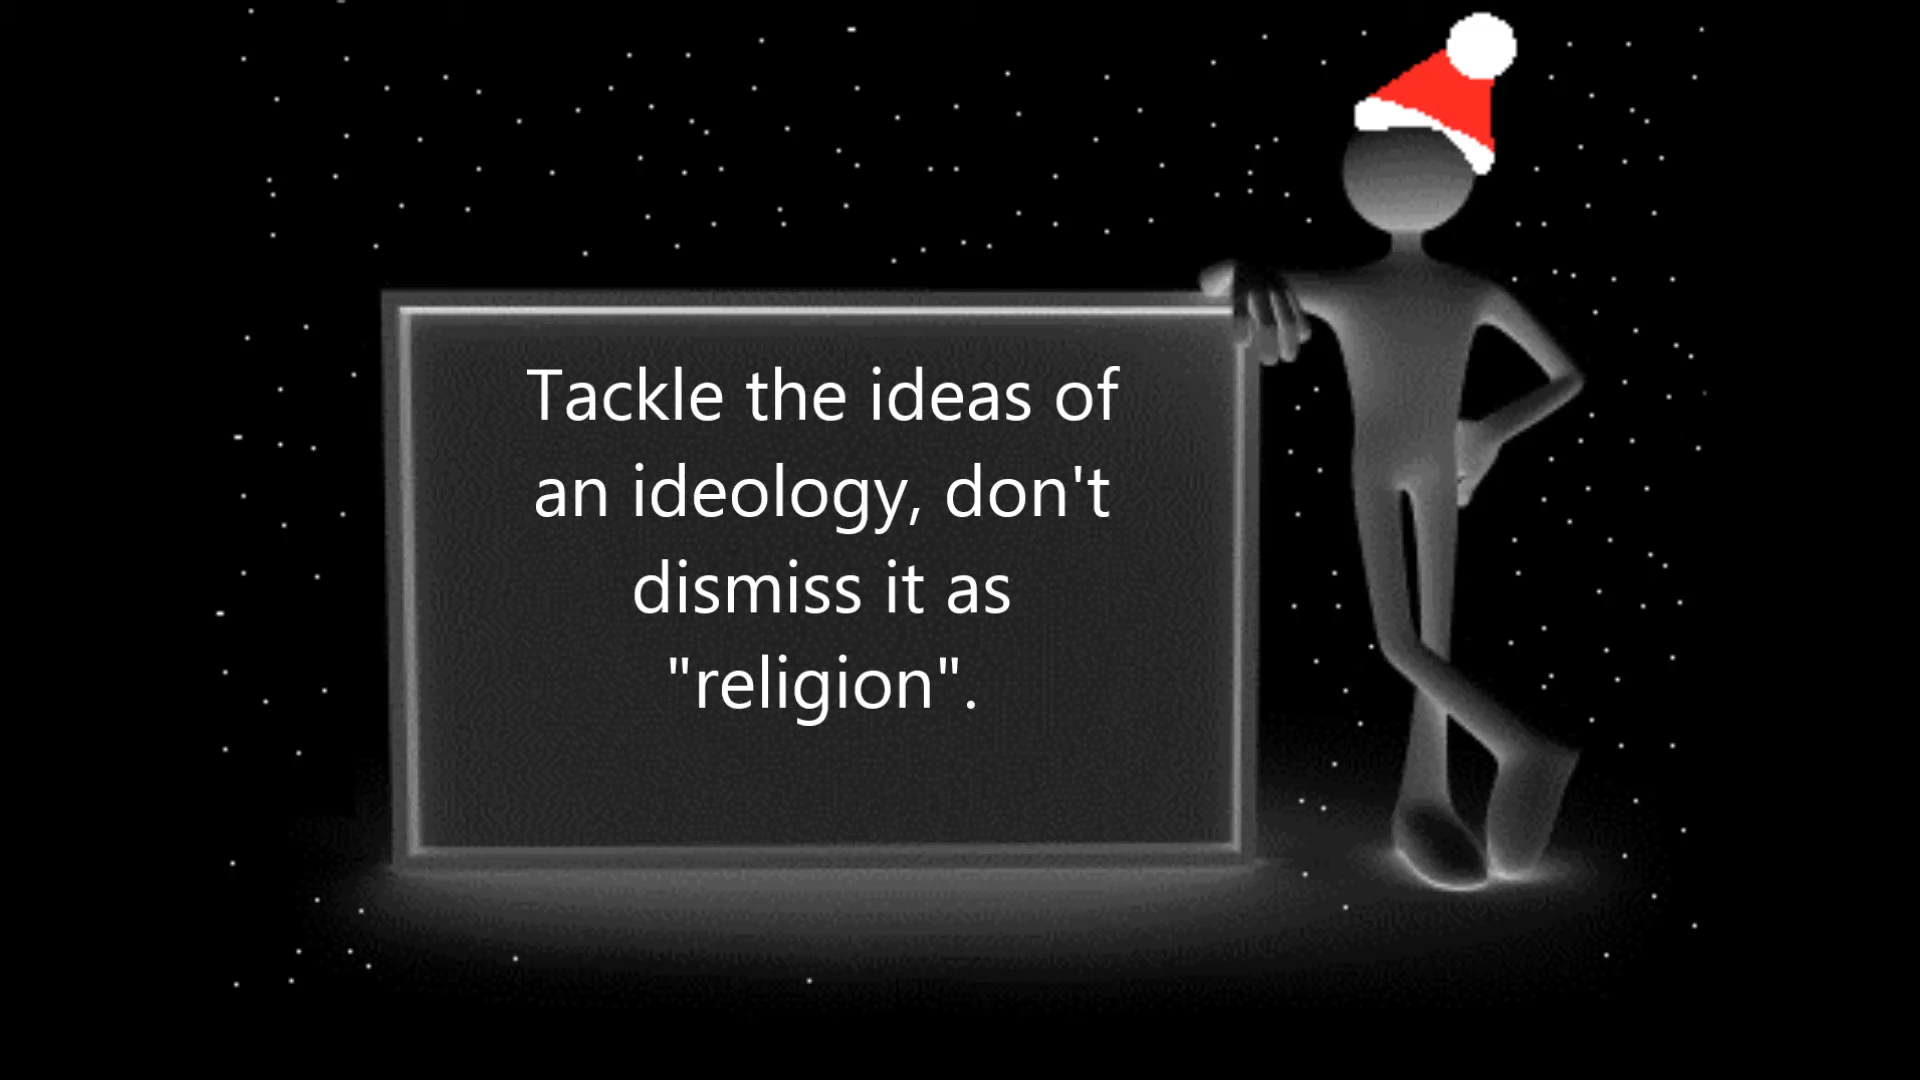 Tackle the ideas of
an ideology, don't
dismiss it as
"religion".